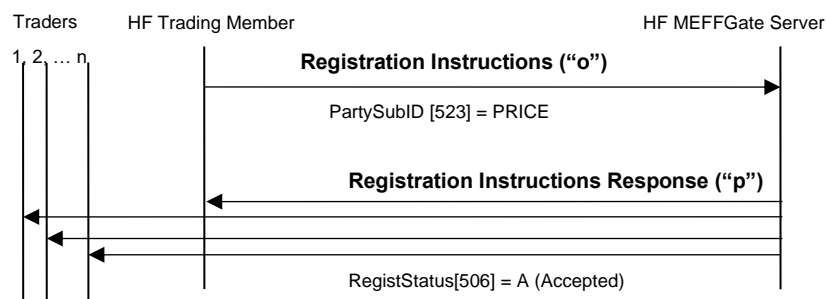 Traders HF Trading Member HF MEFFGate Server
1, 2, … n
Registration Instructions (“o”)
PartySubID [523] = PRICE
Registration Instructions Response (“p”)
RegistStatus[506] = A (Accepted)